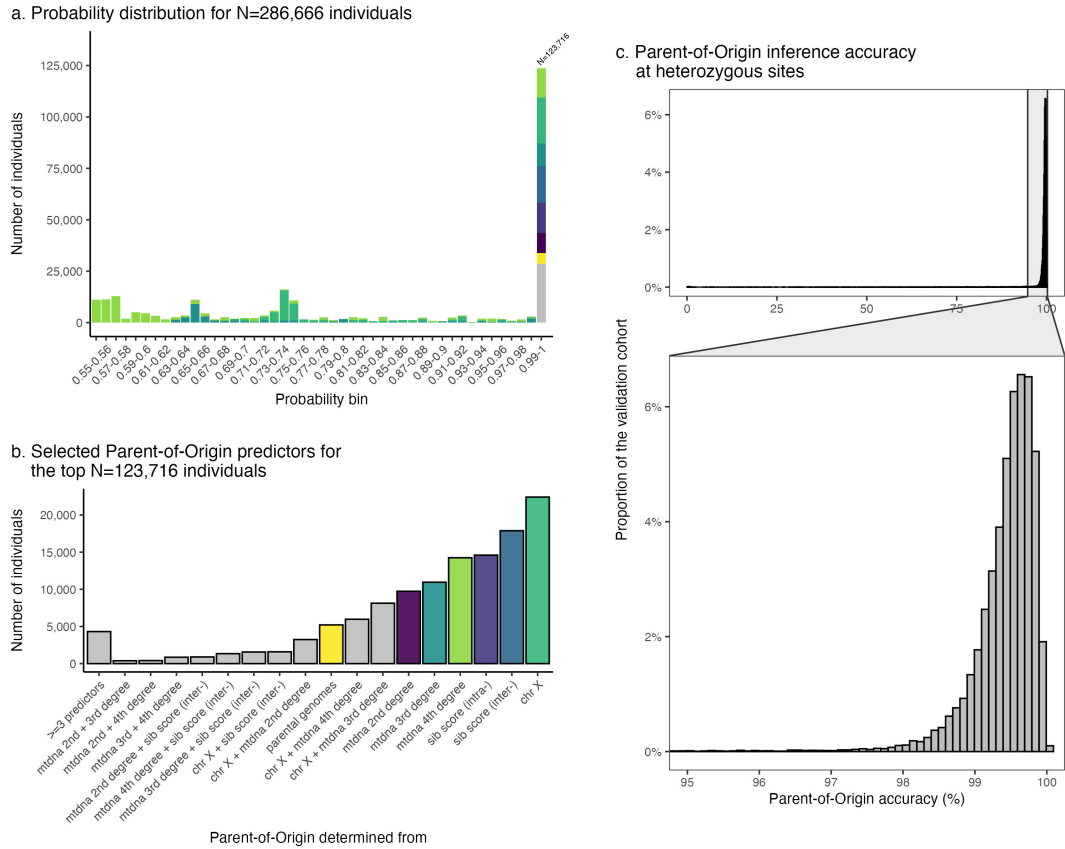 a. Probability distribution for N=286,666 individuals
N=123,716
125,000
100,000
75,000
50,000
25,000
0
Number of individuals
0.55-0.56
0.57-0.58
0.59-0.6
0.61-0.62
0.63-0.64
0.65-0.66
0.67-0.68
0.69-0.7
0.71-0.72
0.73-0.74
0.75-0.76
0.77-0.78
0.79-0.8
0.81-0.82
0.83-0.84
0.85-0.86
0.87-0.88
0.89-0.9
0.91-0.92
0.93-0.94
0.95-0.96
0.97-0.98
0.99-1
Probability bin
b. Selected Parent-of-Origin predictors for
the top N=123,716 individuals
20,000
15,000
10,000
5,000
0
Number of individuals
>=3 predictors
mtdna 2nd + 3rd degree
mtdna 2nd + 4th degree
mtdna 3rd + 4th degree
mtdna 2nd degree + sib score (inter-)
mtdna 4th degree + sib score (inter-)
mtdna 3rd degree + sib score (inter-)
chr X + sib score (inter-)
chr X + mtdna 2nd degree
parental genomes
chr X + mtdna 4th degree
chr X + mtdna 3rd degree
mtdna 2nd degree
mtdna 3rd degree
mtdna 4th degree
sib score (intra-)
sib score (inter-)
chr X
Parent-of-Origin determined from
c. Parent-of-Origin inference accuracy
at heterozygous sites
6%
4%
2%
0%
0
25
50
75
100
Proportion of the validation cohort
6%
4%
2%
0%
95
96
97
98
99
100
Parent-of-Origin accuracy (%)